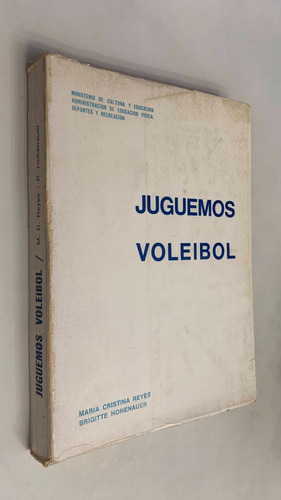 MINISTERIO DE CULTURA Y EDUCACION
ADMINISTRACION DE EDUCACION FISICA,
DEPORTES Y RECREACION
JUGUEMOS
VOLEIBOL
MARIA CRISTINA REYES
BRIGITTE HOHENAUER
JUGUEMOS VOLEIBOL / M. C. Reyes - B. Hohenauer